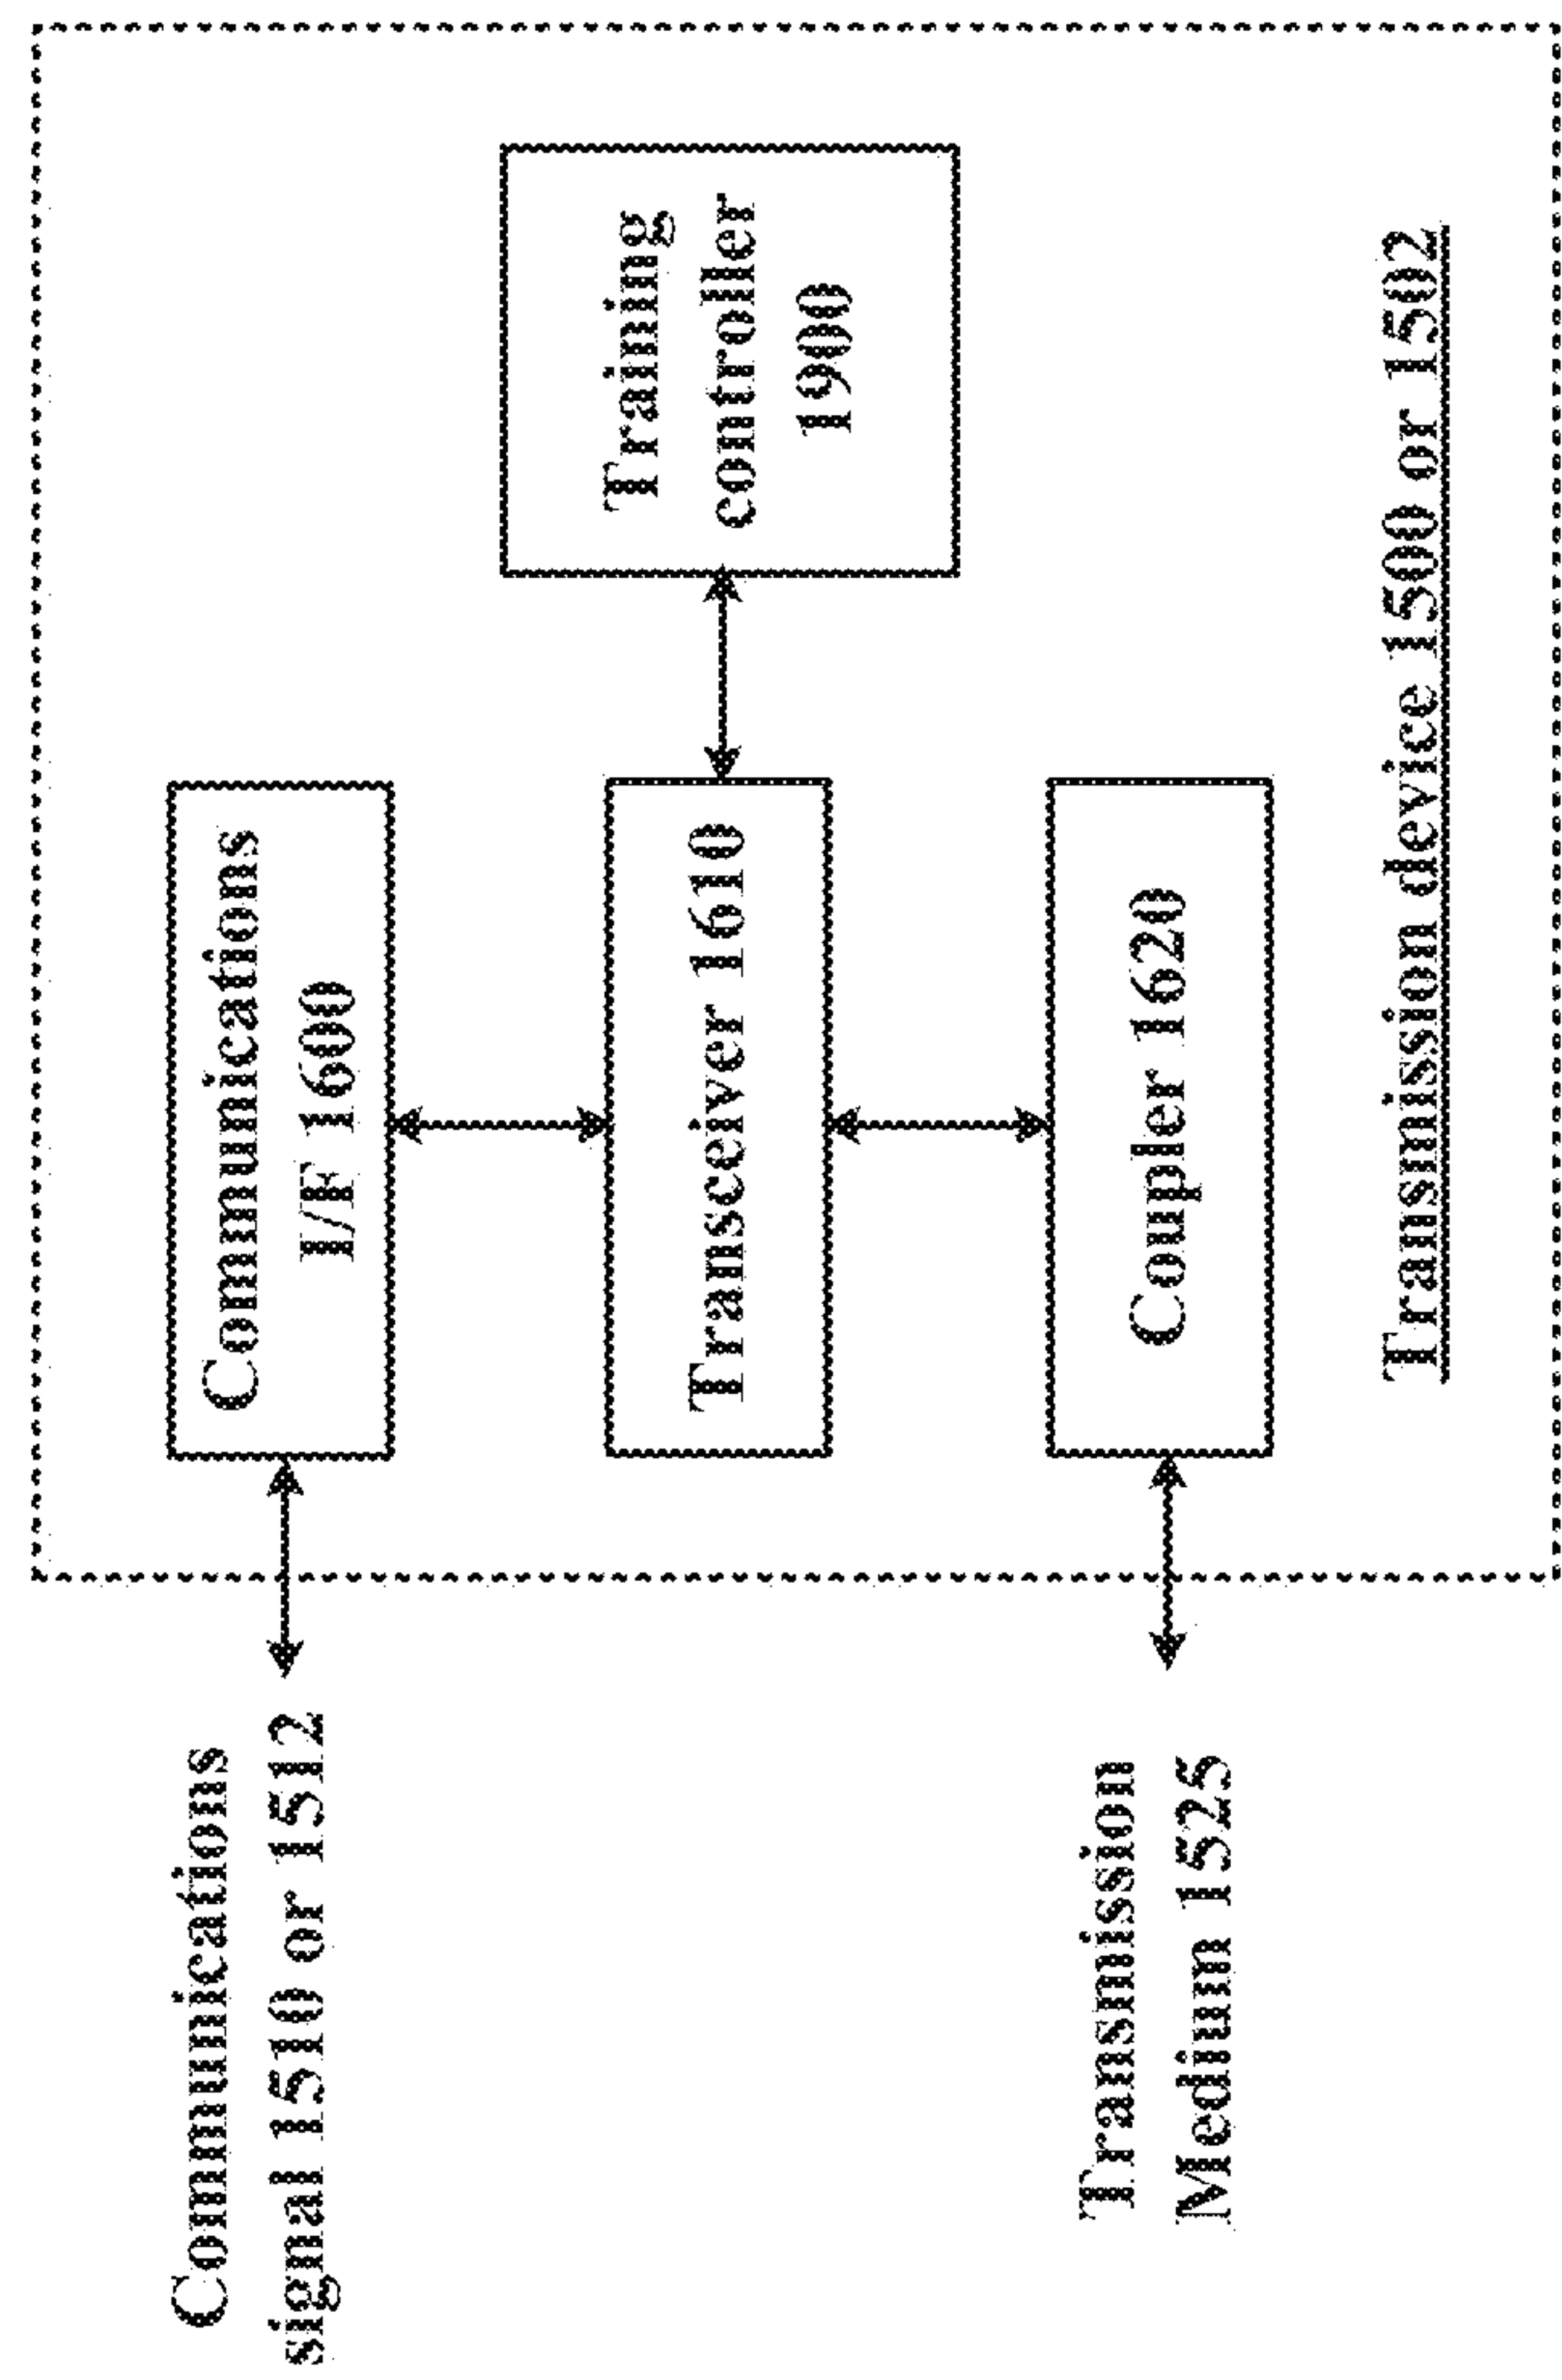 Communications
signal 1510 or 1512
Communications
I/F 1600
Transceiver 1610
Training
controller
1900
Transmission
Medium 1525
Coupler 1620
Transmission device 1500 or 1502